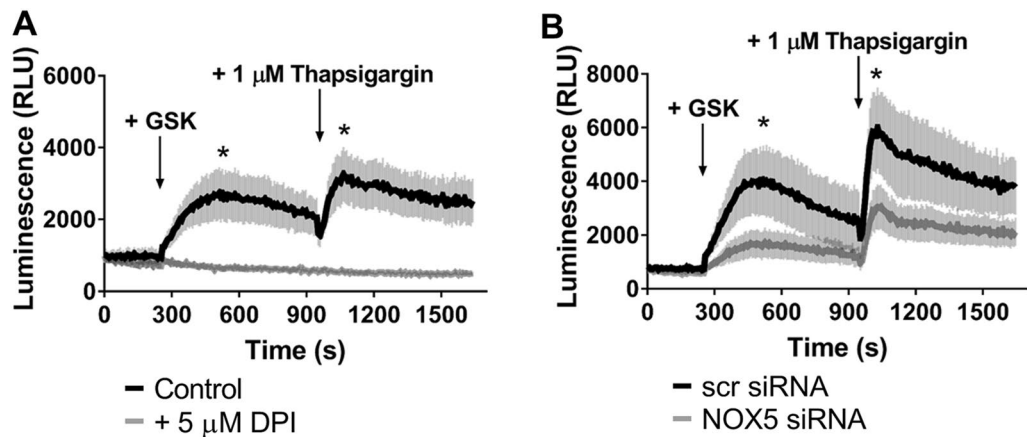 A
+ 1 μM Thapsigargin
+ GSK
*
*
Luminescence (RLU)
6000
4000
2000
0
0 300 600 900 1200 1500
Time (s)
Control
+ 5 μM DPI
B
+ 1 μM Thapsigargin
+ GSK
*
*
Luminescence (RLU)
8000
6000
4000
2000
0
0 300 600 900 1200 1500
Time (s)
scr siRNA
NOX5 siRNA